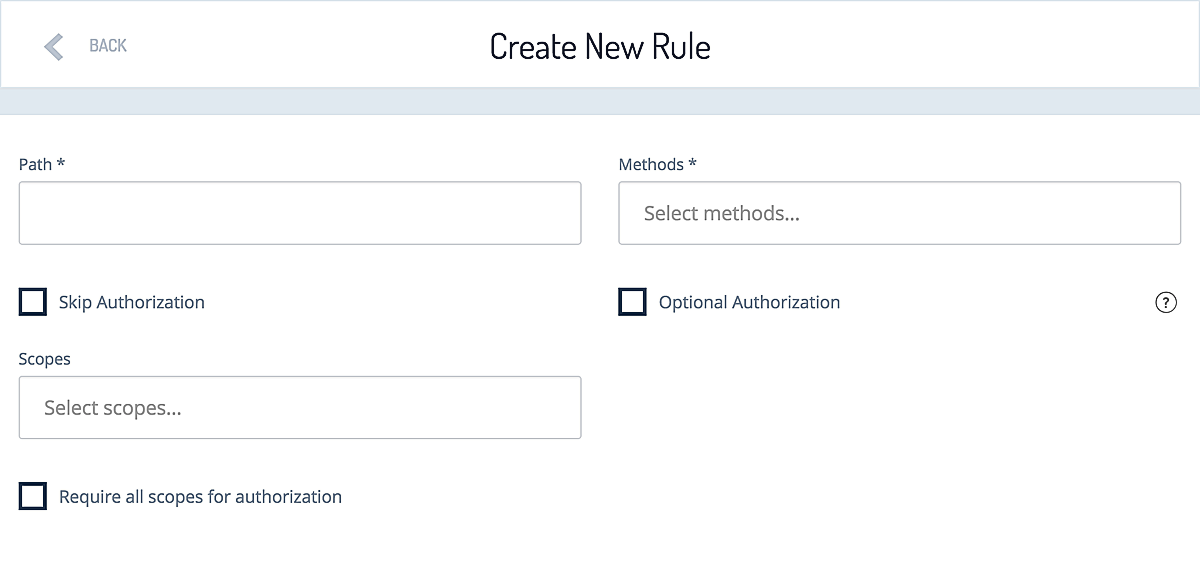 BACK
Create New Rule
Path *
Methods *
Select methods...
Skip Authorization
Optional Authorization
?
Scopes
Select scopes...
Require all scopes for authorization